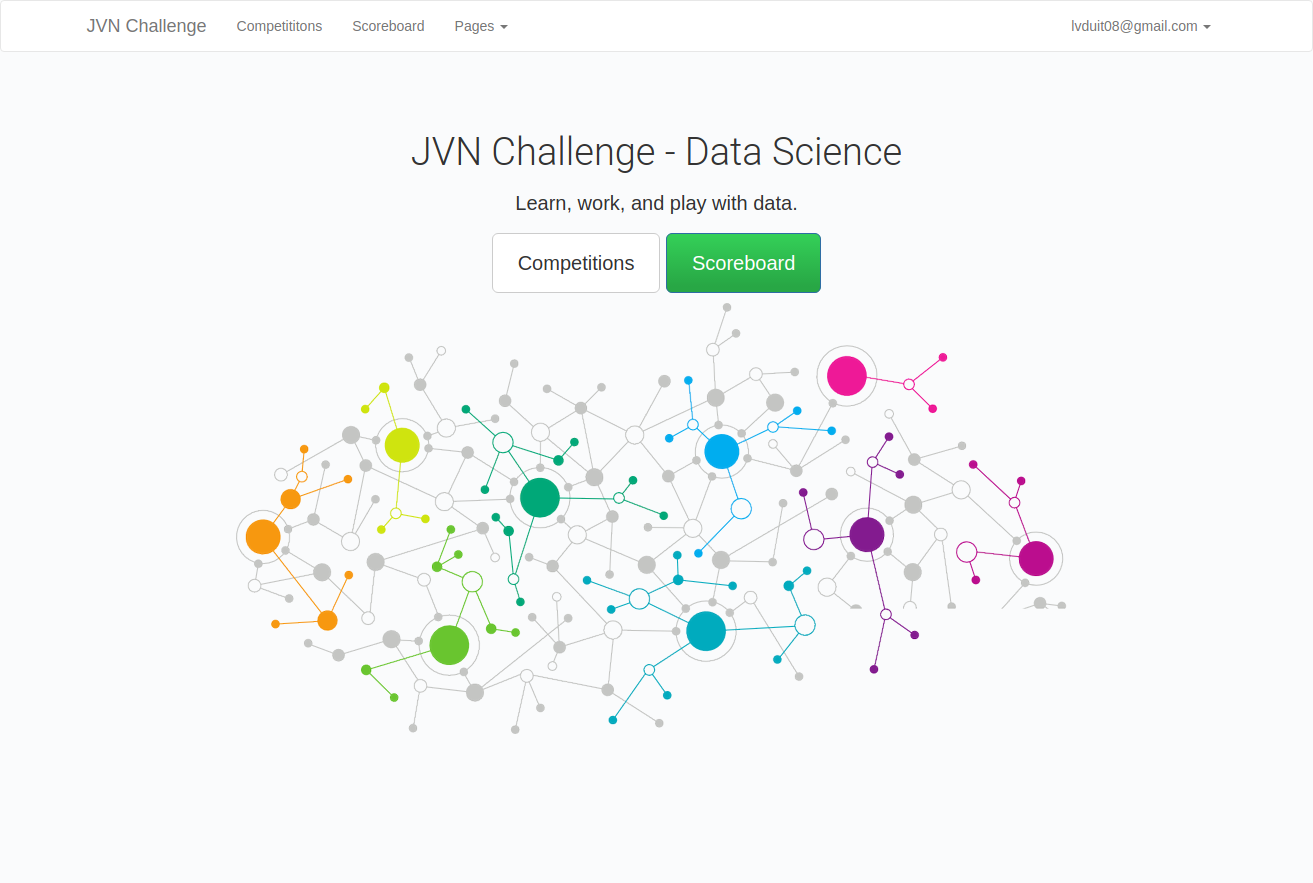 JVN Challenge Competititons Scoreboard Pages lvduit08@gmail.com
JVN Challenge - Data Science
Learn, work, and play with data.
Competitions Scoreboard